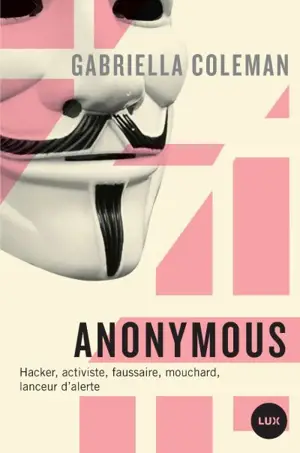 GABRIELLA COLEMAN
ANONYMOUS
Hacker, activiste, faussaire, mouchard,
lanceur d'alerte
LUX